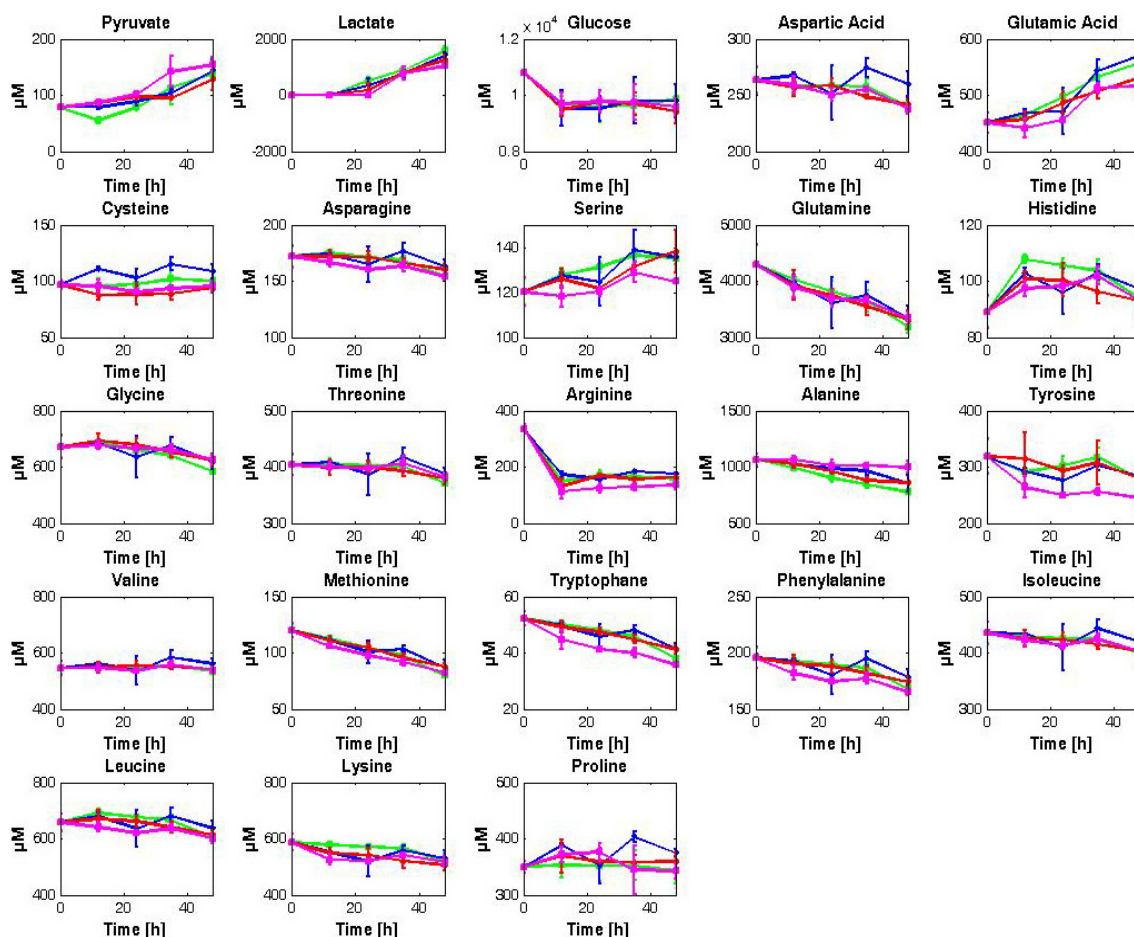 Pyruvate Lactate Glucose Aspartic Acid Glutamic Acid
200 2000 1.2 x 10⁴ 300 600
µM 100 µM 0 µM 1 µM 250 µM 500
0 -2000 0.8 200 400
0 20 40 0 20 40 0 20 40 0 20 40 0 20 40
Time [h] Time [h] Time [h] Time [h] Time [h]
Cysteine Asparagine Serine Glutamine Histidine
150 200 5000 120
µM 100 µM 150 µM 140 µM 4000 µM 100
120
50 100 100 3000 80
0 20 40 0 20 40 0 20 40 0 20 40 0 20 40
Time [h] Time [h] Time [h] Time [h] Time [h]
Glycine Threonine Arginine Alanine Tyrosine
800 500 400 1500 400
µM 600 µM 400 µM 200 µM 1000 µM 300
400 300 0 500 200
0 20 40 0 20 40 0 20 40 0 20 40 0 20 40
Time [h] Time [h] Time [h] Time [h] Time [h]
Valine Methionine Tryptophane Phenylalanine Isoleucine
800 150 60 250 500
µM 600 µM 100 µM 40 µM 200 µM 400
400 50 20 150 300
0 20 40 0 20 40 0 20 40 0 20 40 0 20 40
Time [h] Time [h] Time [h] Time [h] Time [h]
Leucine Lysine Proline
800 800 500
µM 600 µM 600 µM 400
400 400 300
0 20 40 0 20 40 0 20 40
Time [h] Time [h] Time [h]